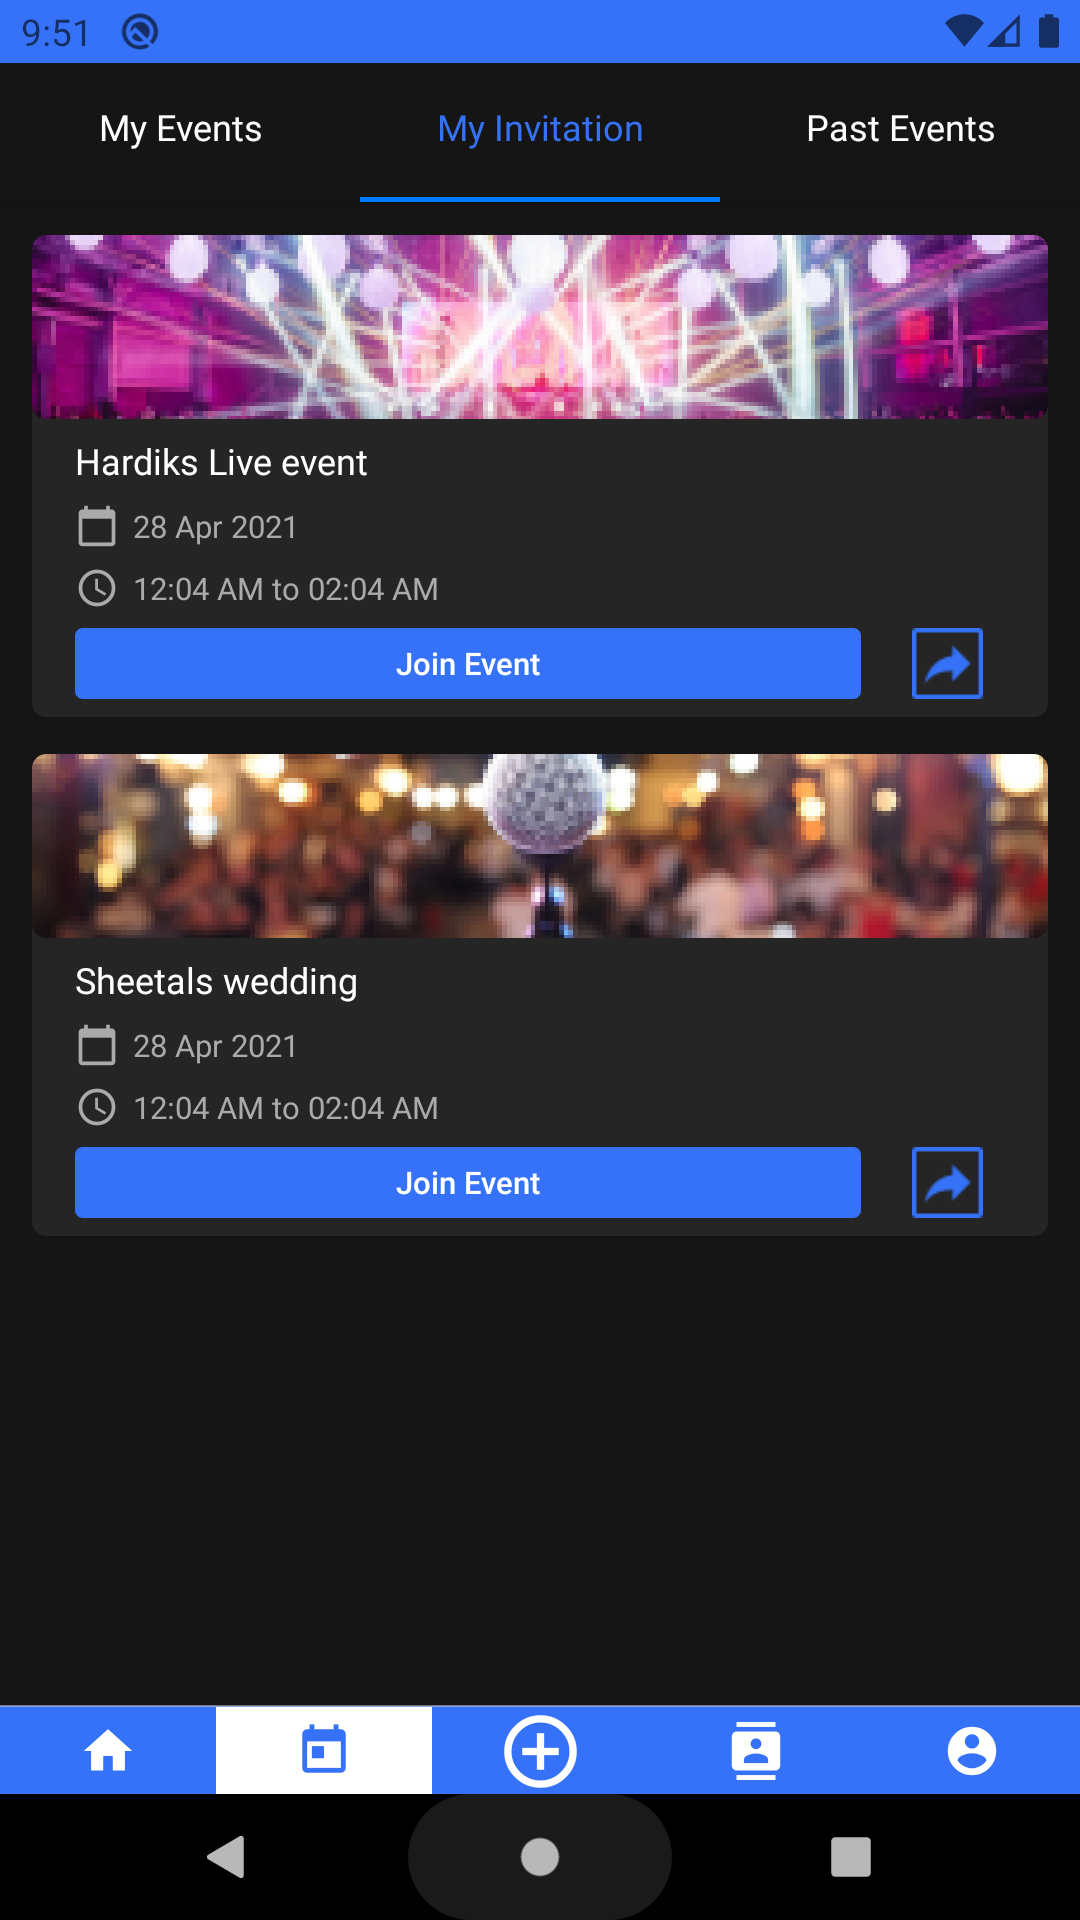 9:51
My Events
My Invitation
Past Events
Hardiks Live event
28 Apr 2021
12:04 AM to 02:04 AM
Join Event
Sheetals wedding
28 Apr 2021
12:04 AM to 02:04 AM
Join Event